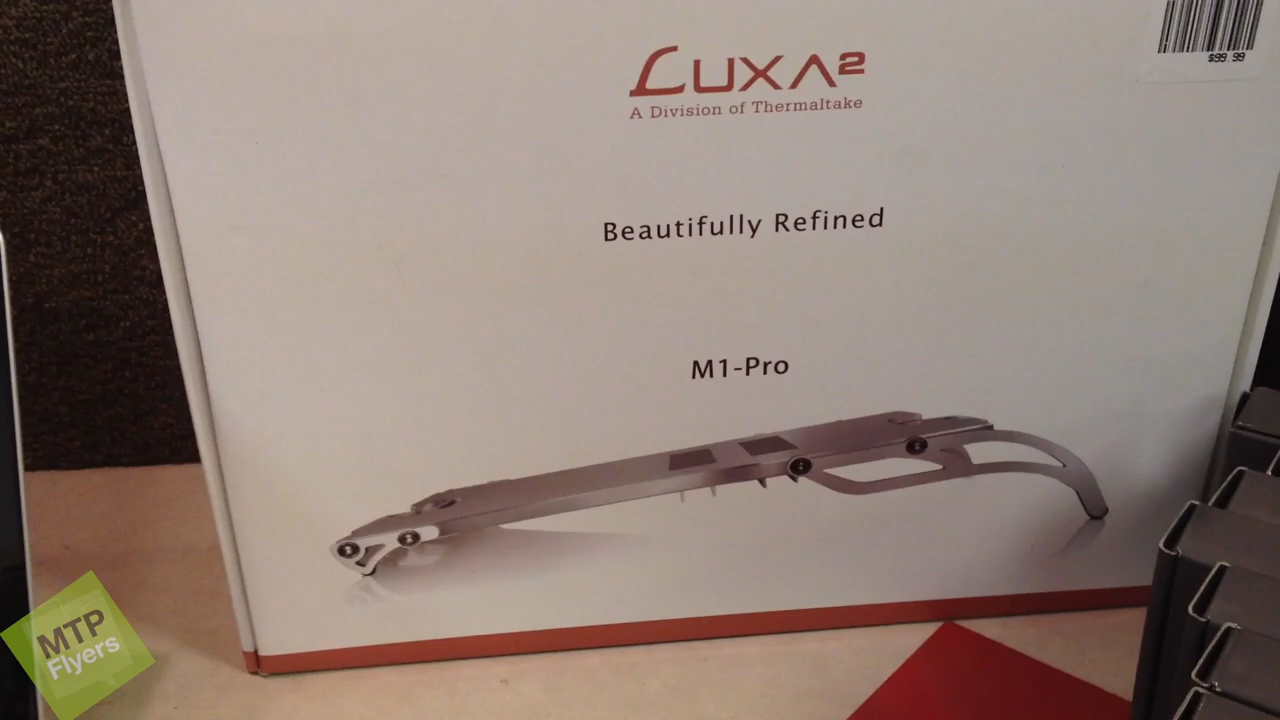 LUXA2
A Division of Thermaltake
$99.99
Beautifully Refined
M1-Pro
MTP
Flyers